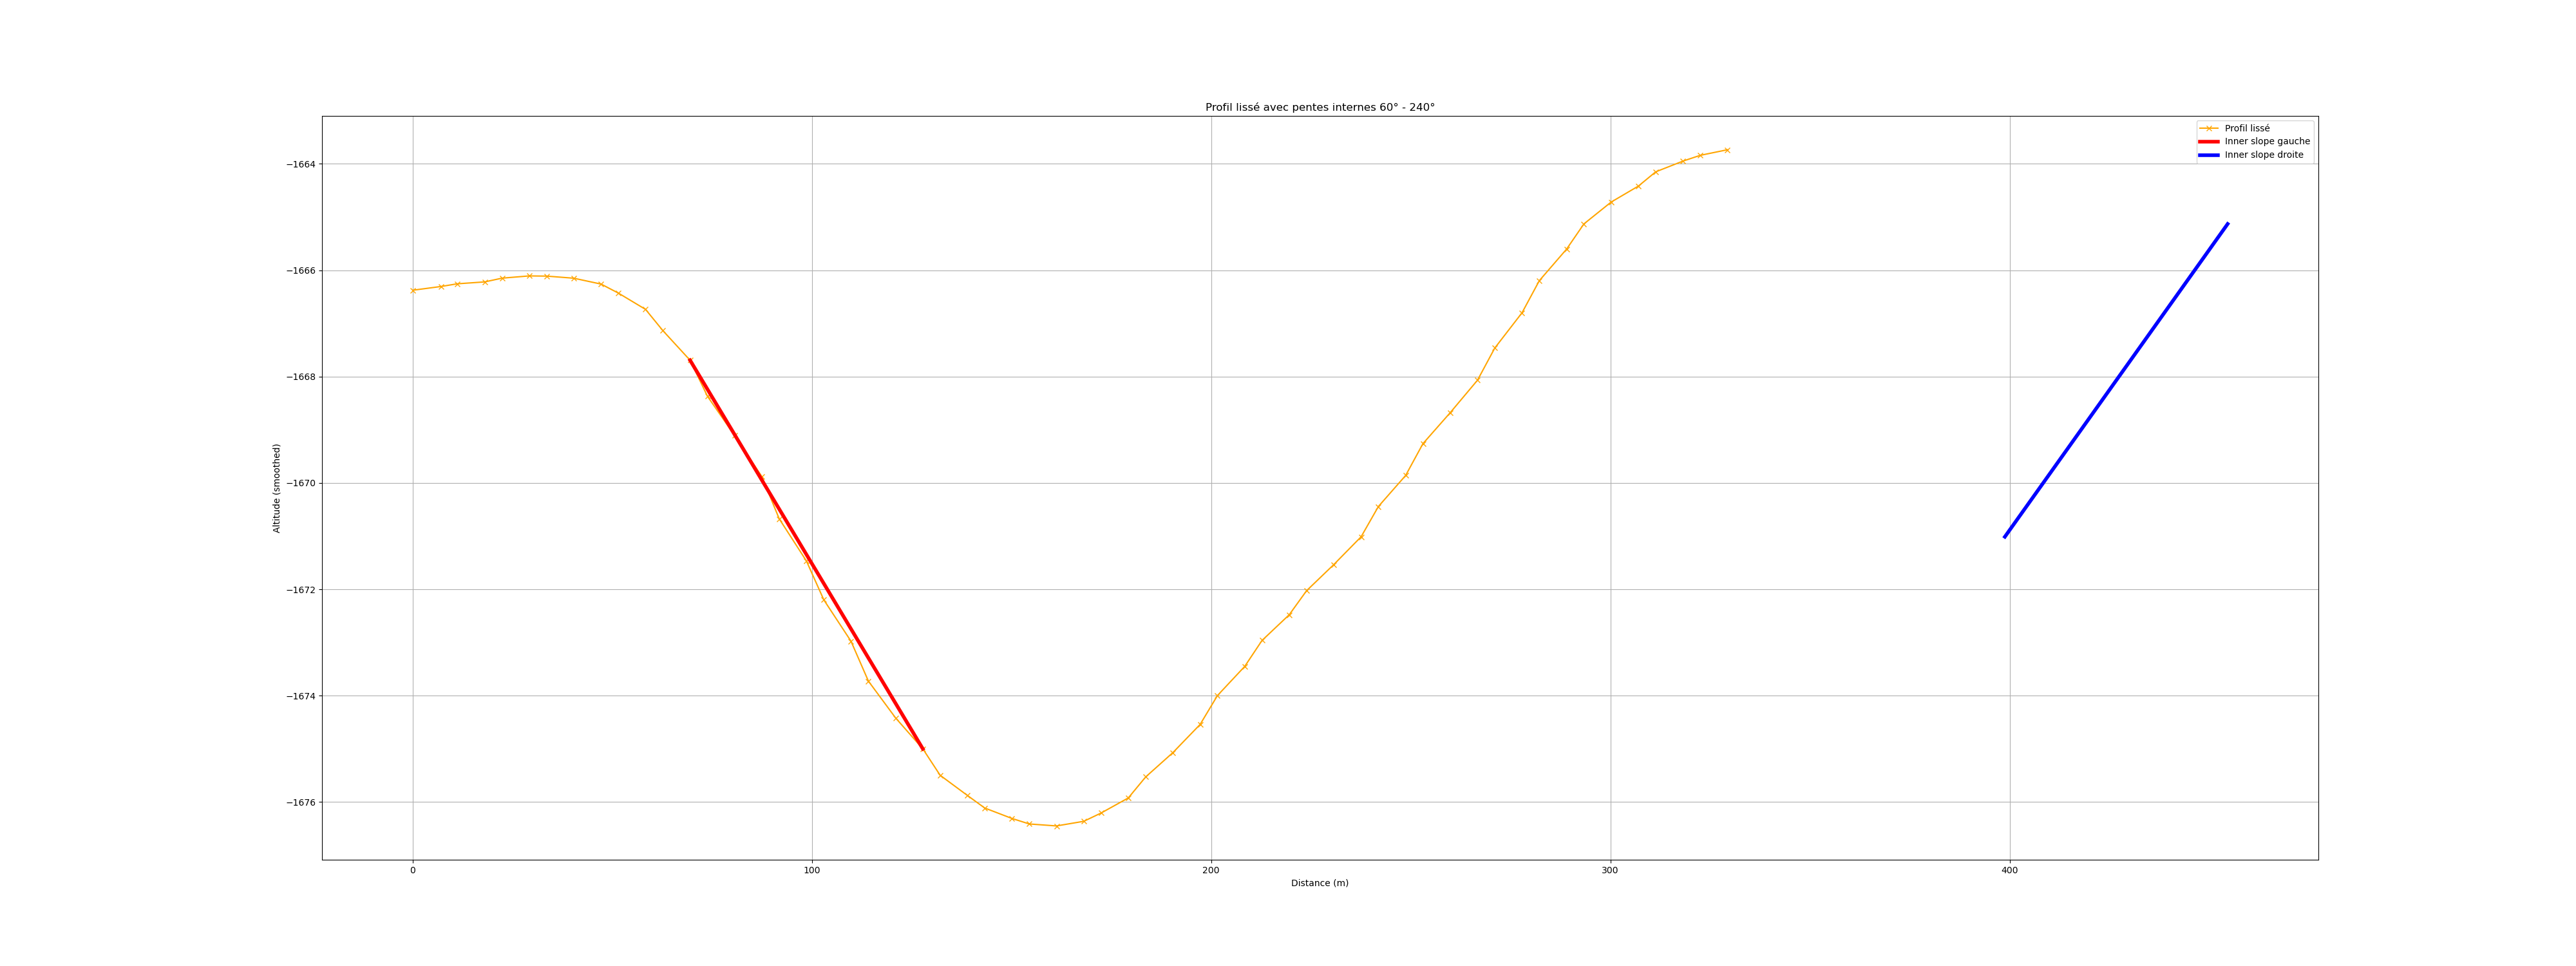 Profil lissé avec pentes internes 60° - 240°
Profil lissé
Inner slope gauche
Inner slope droite
Altitude (smoothed)
−1664
−1666
−1668
−1670
−1672
−1674
−1676
0 100 200 300 400
Distance (m)